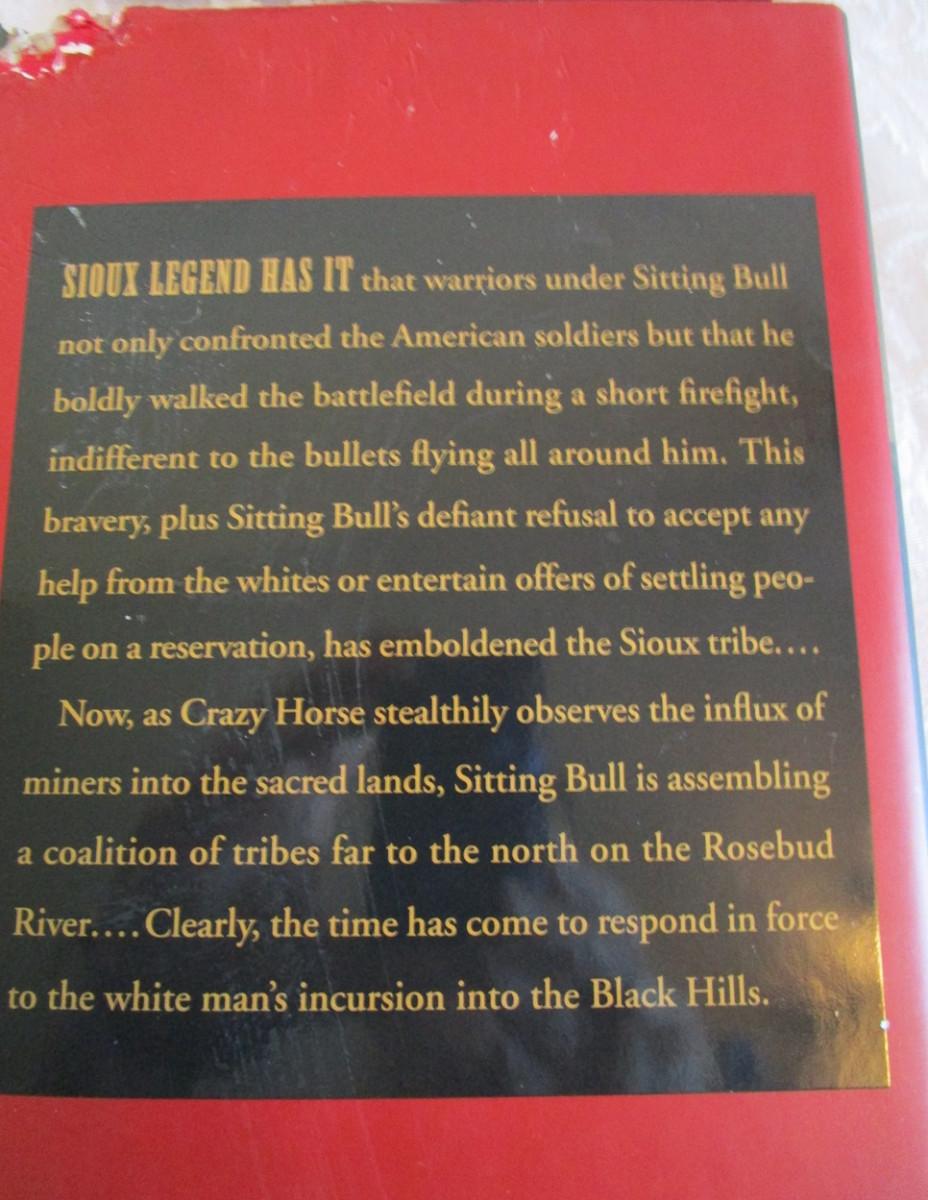 SIOUX LEGEND HAS IT that warriors under Sitting Bull
not only confronted the American soldiers but that he
boldly walked the battlefield during a short firefight,
indifferent to the bullets flying all around him. This
bravery, plus Sitting Bull's defiant refusal to accept any
help from the whites or entertain offers of settling peo-
ple on a reservation, has emboldened the Sioux tribe....
Now, as Crazy Horse stealthily observes the influx of
miners into the sacred lands, Sitting Bull is assembling
a coalition of tribes far to the north on the Rosebud
River.... Clearly, the time has come to respond in force
to the white man's incursion into the Black Hills.